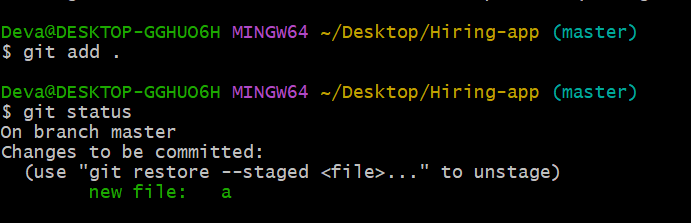 Deva@DESKTOP-GGHUO6H MINGW64 ~/Desktop/Hiring-app (master)
$ git add .
Deva@DESKTOP-GGHUO6H MINGW64 ~/Desktop/Hiring-app (master)
$ git status
On branch master
Changes to be committed:
  (use "git restore --staged <file>..." to unstage)
        new file:   a